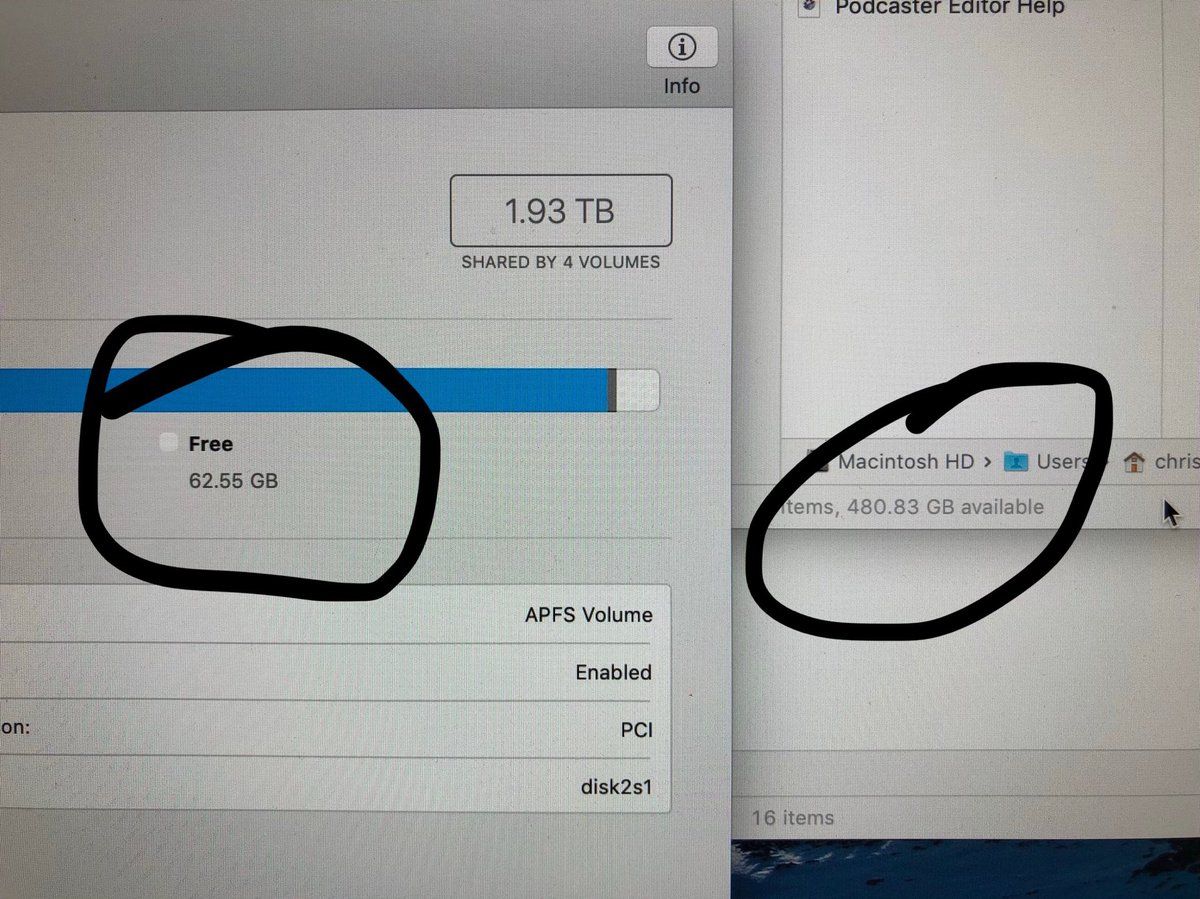 Info
1.93 TB
SHARED BY 4 VOLUMES
Free
62.55 GB
APFS Volume
Enabled
on:
PCI
disk2s1
Podcaster Editor Help
Macintosh HD › Users › chris
items, 480.83 GB available
16 items